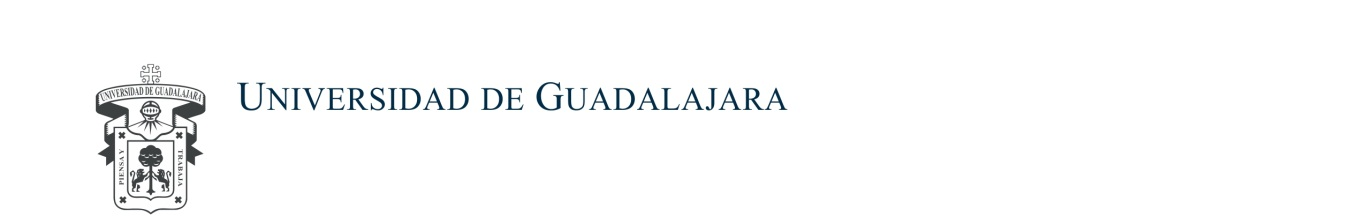 UNIVERSIDAD DE GUADALAJARA
UNIVERSIDAD DE GUADALAJARA
PIENSA Y
TRABAJA